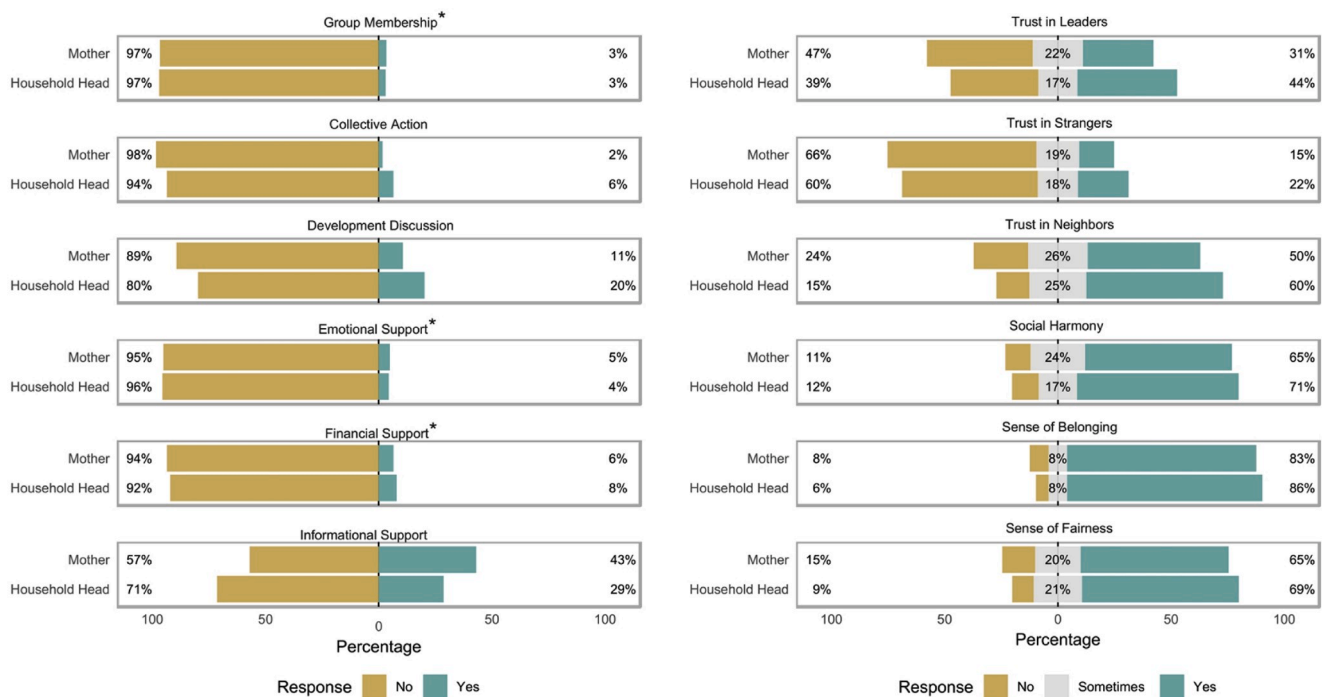 Group Membership*
Mother 97% 3%
Household Head 97% 3%
Collective Action
Mother 98% 2%
Household Head 94% 6%
Development Discussion
Mother 89% 11%
Household Head 80% 20%
Emotional Support*
Mother 95% 5%
Household Head 96% 4%
Financial Support*
Mother 94% 6%
Household Head 92% 8%
Informational Support
Mother 57% 43%
Household Head 71% 29%
100 50 0 50 100
Percentage
Response No Yes
Trust in Leaders
Mother 47% 22% 31%
Household Head 39% 17% 44%
Trust in Strangers
Mother 66% 19% 15%
Household Head 60% 18% 22%
Trust in Neighbors
Mother 24% 26% 50%
Household Head 15% 25% 60%
Social Harmony
Mother 11% 24% 65%
Household Head 12% 17% 71%
Sense of Belonging
Mother 8% 8% 83%
Household Head 6% 8% 86%
Sense of Fairness
Mother 15% 20% 65%
Household Head 9% 21% 69%
100 50 0 50 100
Percentage
Response No Sometimes Yes